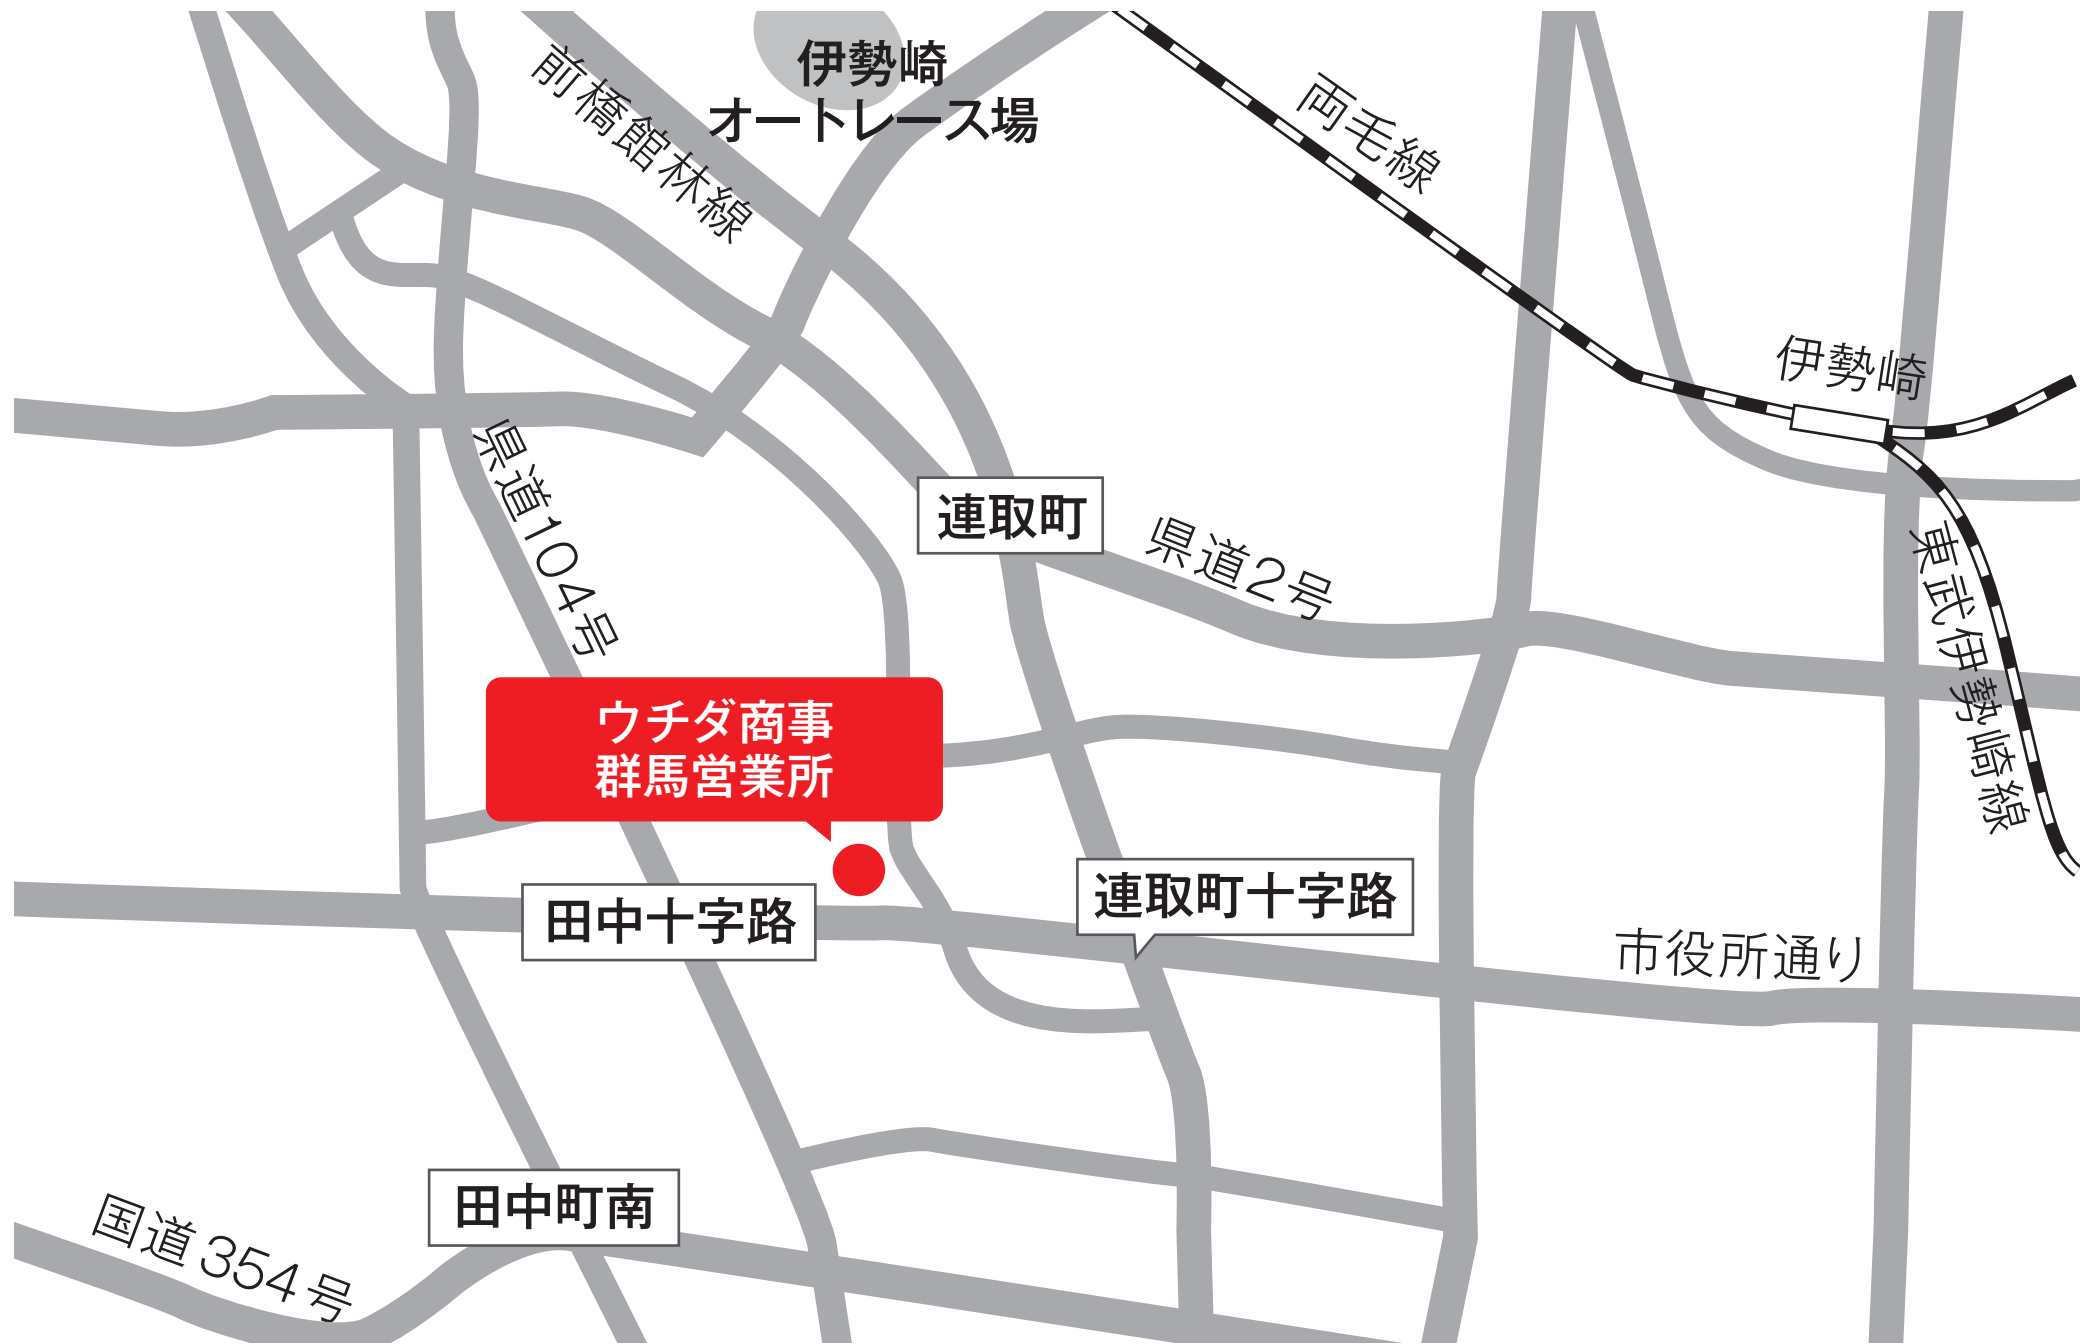 伊勢崎
オートレース場
前橋館林線
両毛線
伊勢崎
県道104号
連取町
県道2号
東武伊勢崎線
ウチダ商事
群馬営業所
田中十字路
連取町十字路
市役所通り
田中町南
国道354号